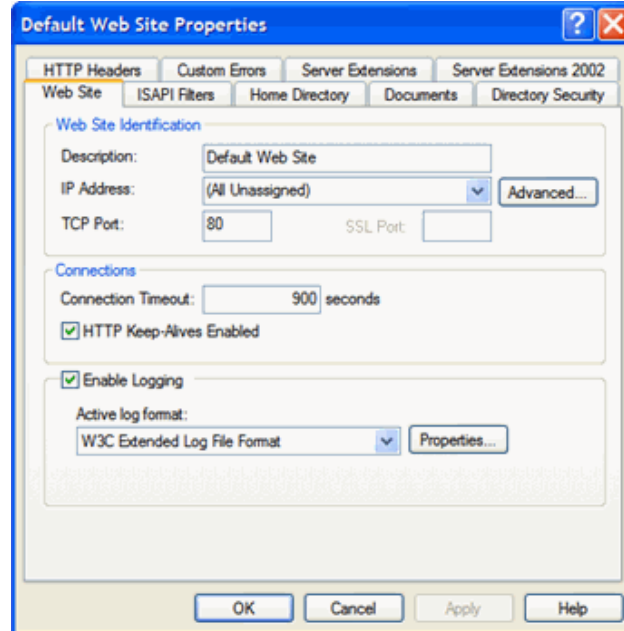 Default Web Site Properties
HTTP Headers Custom Errors Server Extensions Server Extensions 2002
Web Site ISAPI Filters Home Directory Documents Directory Security
Web Site Identification
Description: Default Web Site
IP Address: (All Unassigned) Advanced...
TCP Port: 80 SSL Port:
Connections
Connection Timeout: 900 seconds
HTTP Keep-Alives Enabled
Enable Logging
Active log format:
W3C Extended Log File Format Properties...
OK Cancel Apply Help